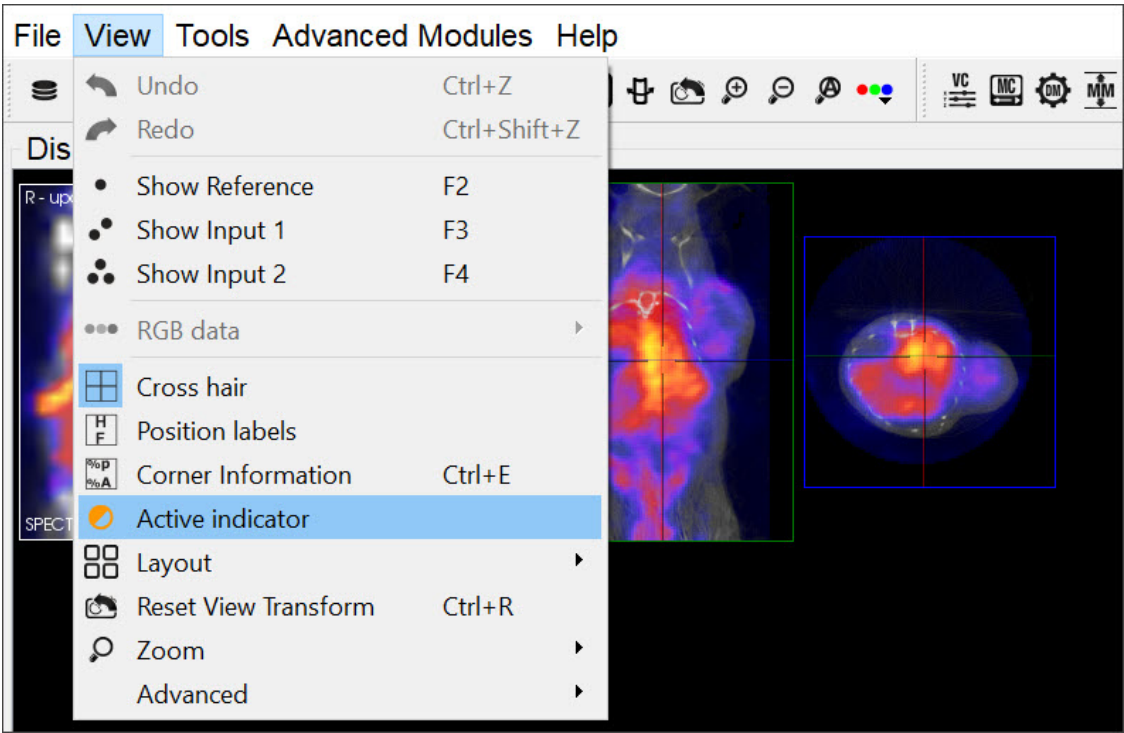 File View Tools Advanced Modules Help
VC MC DM MM
Undo Ctrl+Z
Redo Ctrl+Shift+Z
Dis
Show Reference F2
R - upo
Show Input 1 F3
Show Input 2 F4
RGB data
Cross hair
H F Position labels
%p %A Corner Information Ctrl+E
SPECT Active indicator
Layout
Reset View Transform Ctrl+R
Zoom
Advanced